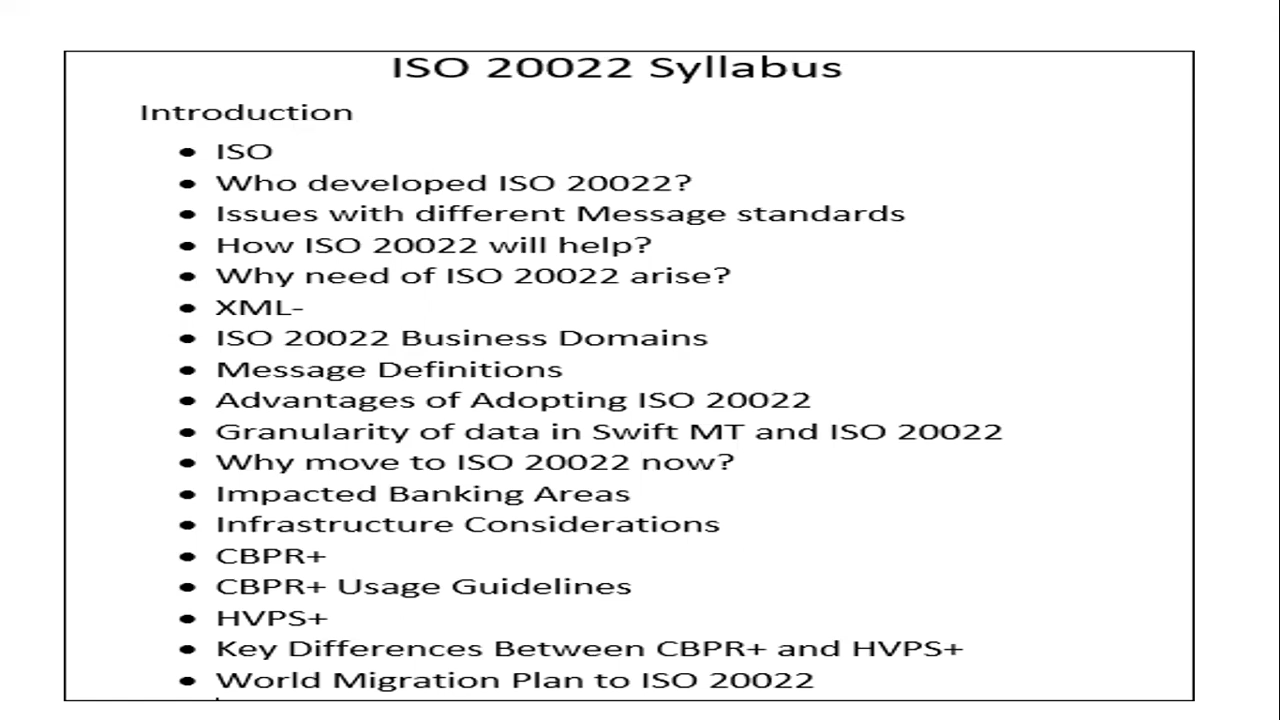 ISO 20022 Syllabus
Introduction
• ISO
• Who developed ISO 20022?
• Issues with different Message standards
• How ISO 20022 will help?
• Why need of ISO 20022 arise?
• XML-
• ISO 20022 Business Domains
• Message Definitions
• Advantages of Adopting ISO 20022
• Granularity of data in Swift MT and ISO 20022
• Why move to ISO 20022 now?
• Impacted Banking Areas
• Infrastructure Considerations
• CBPR+
• CBPR+ Usage Guidelines
• HVPS+
• Key Differences Between CBPR+ and HVPS+
• World Migration Plan to ISO 20022